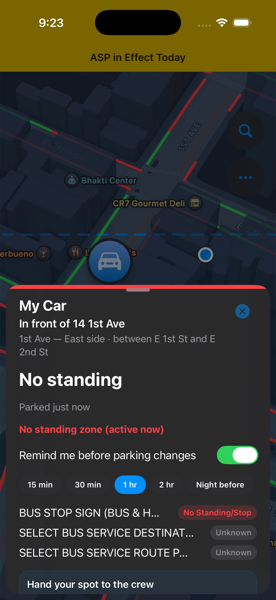 9:23
ASP in Effect Today
1ST AVE
Bhakti Center
CR7 Gourmet Deli
erbueno
My Car
In front of 14 1st Ave
1st Ave — East side · between E 1st St and E
2nd St
No standing
Parked just now
No standing zone (active now)
Remind me before parking changes
15 min
30 min
1 hr
2 hr
Night before
BUS STOP SIGN (BUS & H...
No Standing/Stop
SELECT BUS SERVICE DESTINAT...
Unknown
SELECT BUS SERVICE ROUTE P...
Unknown
Hand your spot to the crew